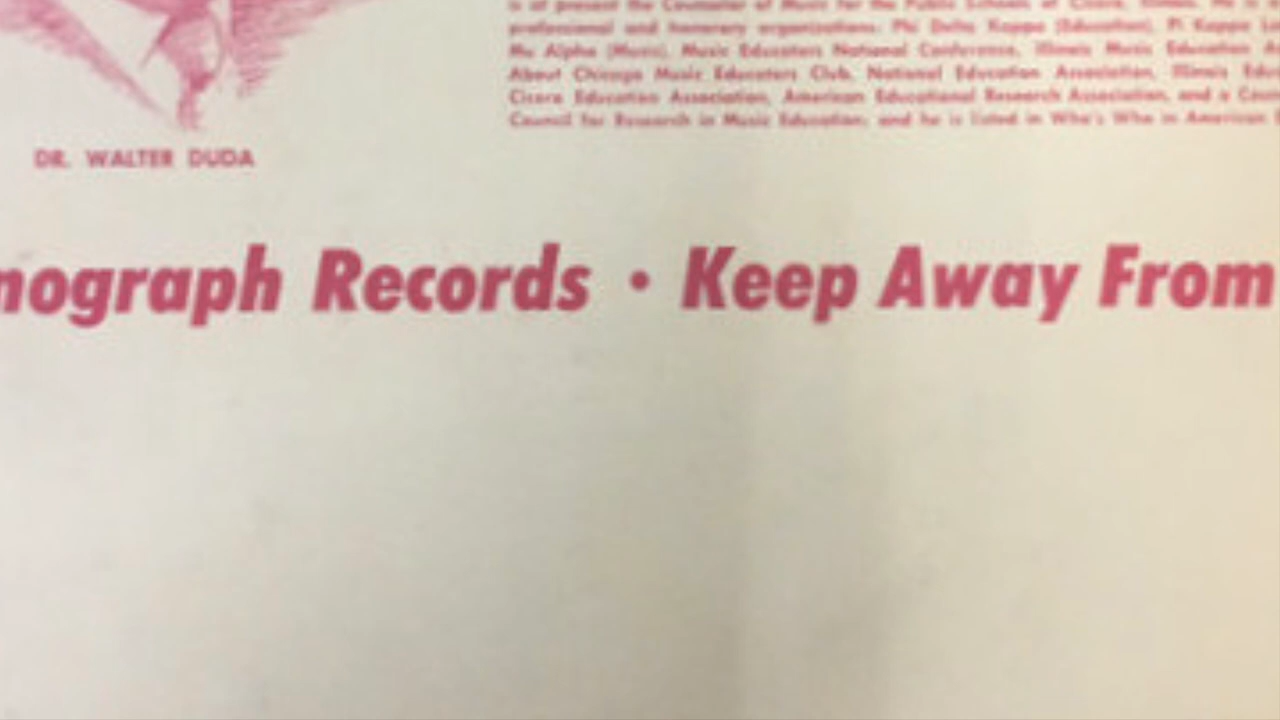 is at present the Counselor of Music for the Public Schools of Cicero, Illinois. He is
professional and honorary organizations: Phi Delta Kappa (Education), Pi Kappa
Mu Alpha (Music), Music Educators National Conference, Illinois Music Education
About Chicago Music Educators Club, National Education Association, Illinois
Cicero Education Association, American Educational Research Association, and a
Council for Research in Music Education; and he is listed in Who's Who in American
DR. WALTER DUDA
nograph Records • Keep Away From